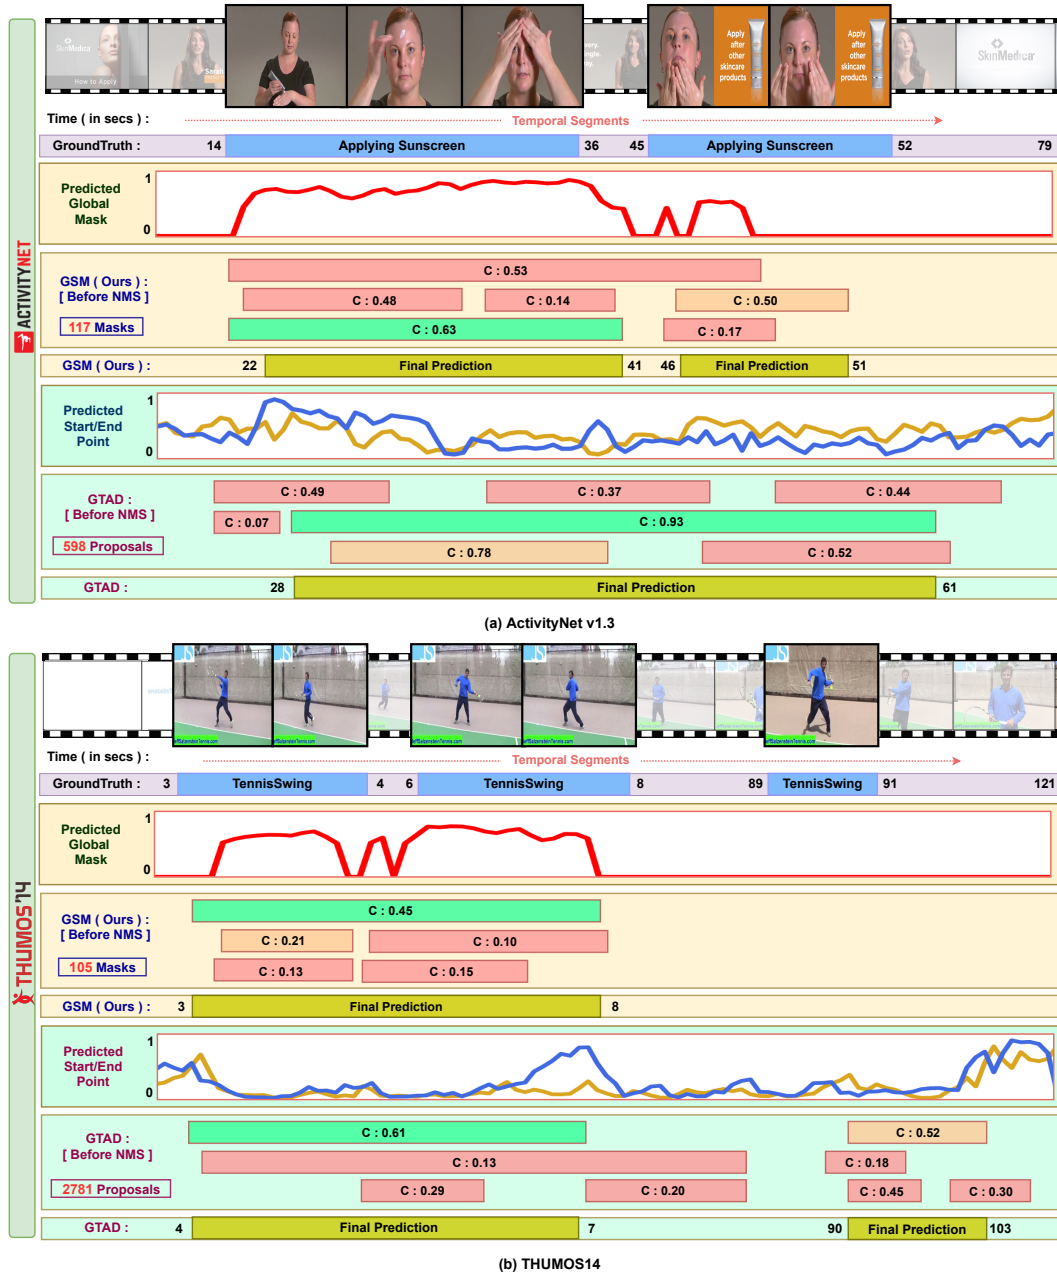 SkinMedica
How to Apply
Sarah
very.
ngle.
ey.
Apply
after
other
skincare
products
Apply
after
other
skincare
products
SkinMedica
Time ( in secs ) :
Temporal Segments
GroundTruth :
14
Applying Sunscreen
36
45
Applying Sunscreen
52
79
Predicted
Global
Mask
1
0
ACTIVITYNET
GSM ( Ours ) :
[ Before NMS ]
117 Masks
C : 0.53
C : 0.48
C : 0.14
C : 0.50
C : 0.63
C : 0.17
GSM ( Ours ) :
22
Final Prediction
41
46
Final Prediction
51
Predicted
Start/End
Point
1
0
GTAD :
[ Before NMS ]
598 Proposals
C : 0.49
C : 0.37
C : 0.44
C : 0.07
C : 0.93
C : 0.78
C : 0.52
GTAD :
28
Final Prediction
61
(a) ActivityNet v1.3
Time ( in secs ) :
Temporal Segments
GroundTruth :
3
TennisSwing
4
6
TennisSwing
8
89
TennisSwing
91
121
Predicted
Global
Mask
1
0
THUMOS'14
GSM ( Ours ) :
[ Before NMS ]
105 Masks
C : 0.45
C : 0.21
C : 0.10
C : 0.13
C : 0.15
GSM ( Ours ) :
3
Final Prediction
8
Predicted
Start/End
Point
1
0
GTAD :
[ Before NMS ]
2781 Proposals
C : 0.61
C : 0.52
C : 0.13
C : 0.18
C : 0.29
C : 0.20
C : 0.45
C : 0.30
GTAD :
4
Final Prediction
7
90
Final Prediction
103
(b) THUMOS14